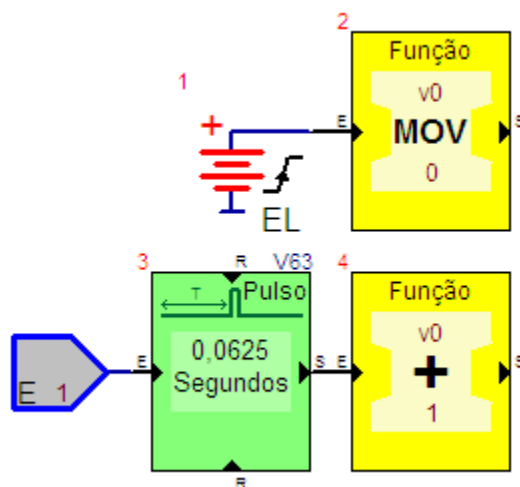 1
+
EL
2
Função
v0
E MOV S
0
3
R
V63
T Pulso
E 1
E 0,0625 S
Segundos
R
4
Função
v0
E + S
1